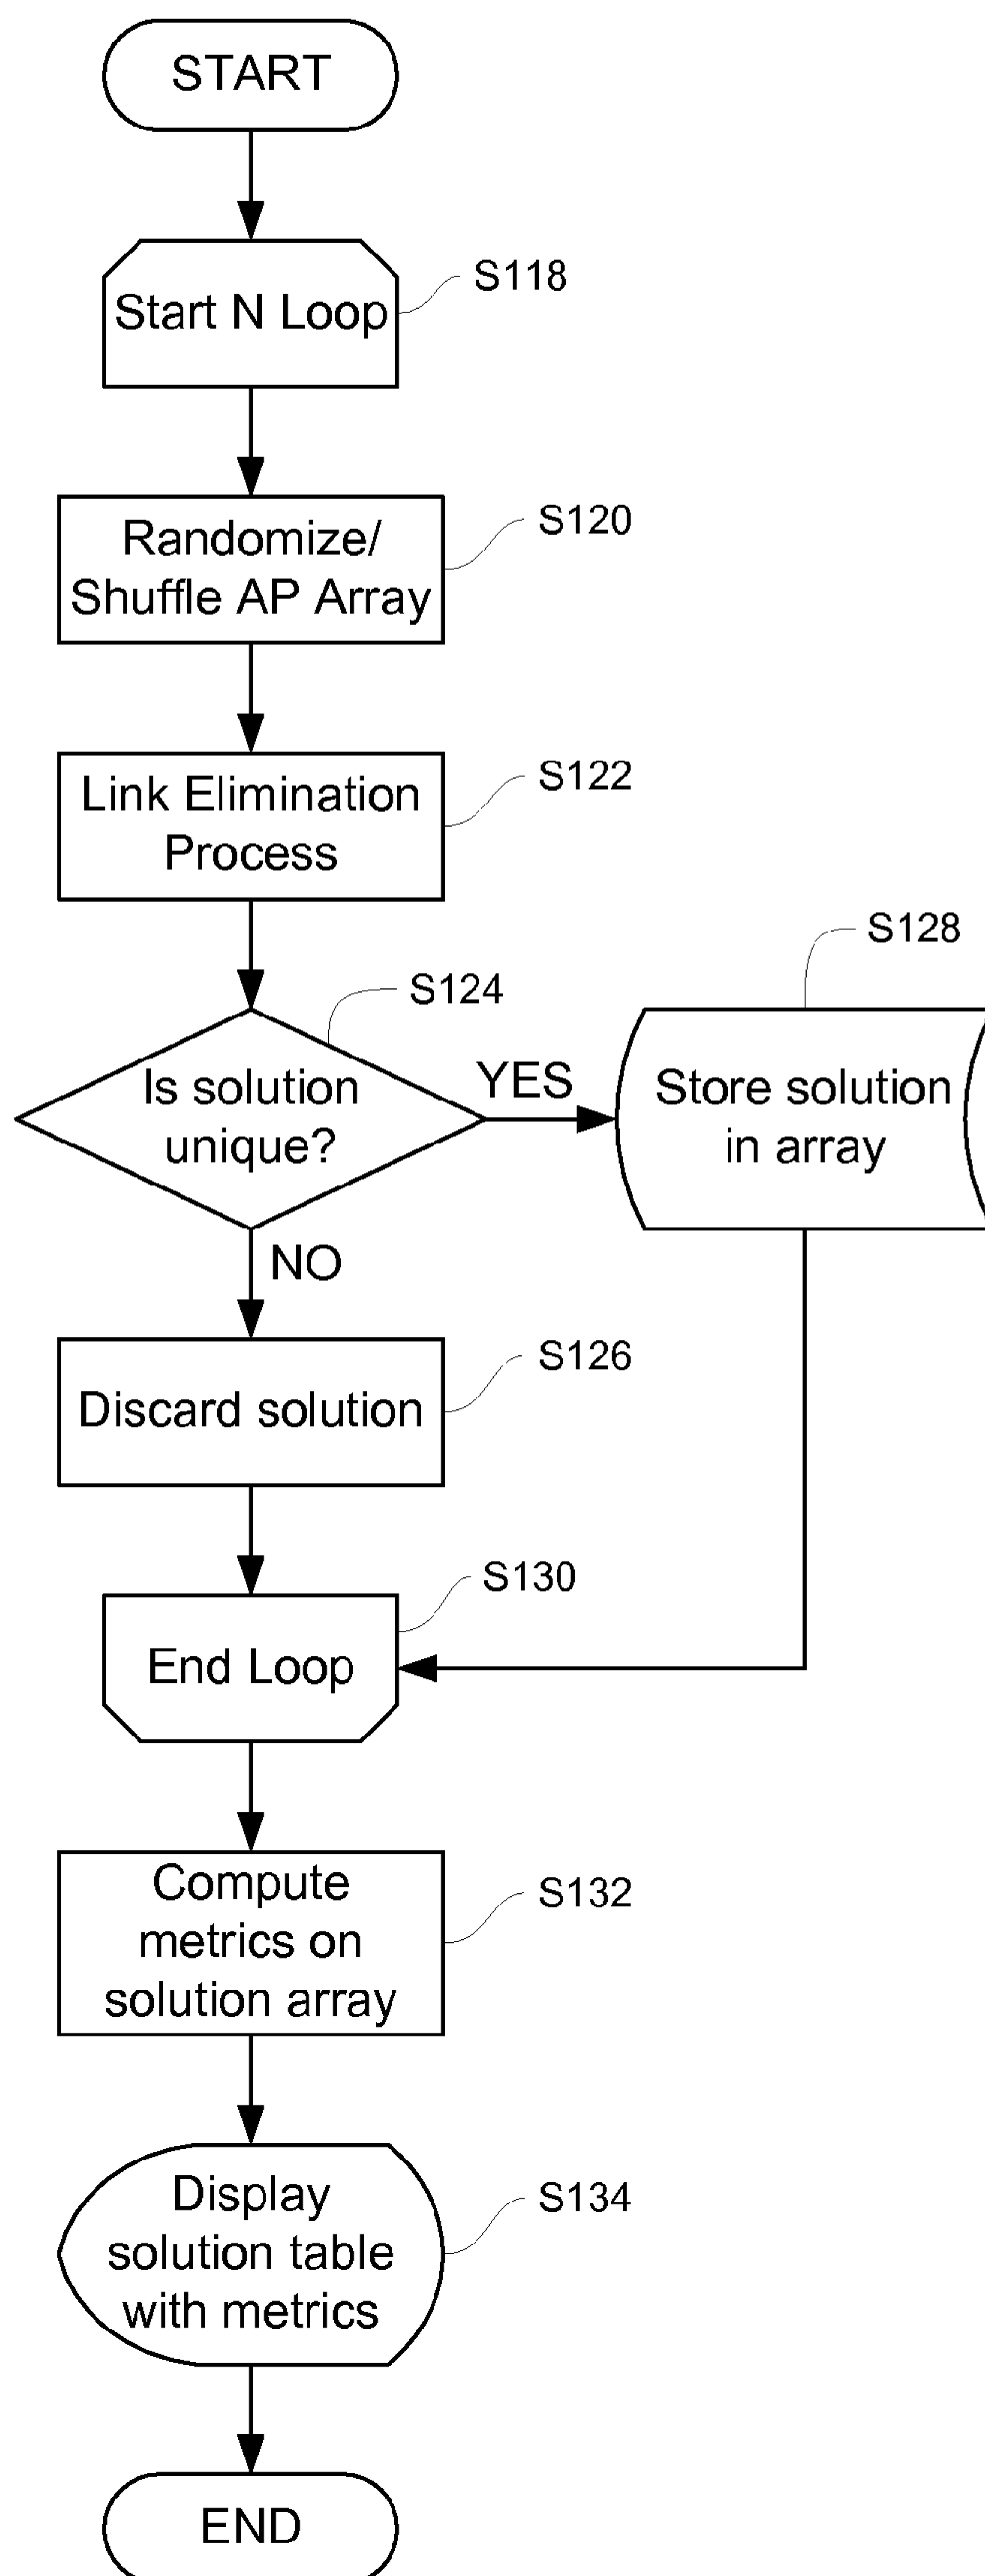 START
Start N Loop
S118
Randomize/
Shuffle AP Array
S120
Link Elimination
Process
S122
Is solution
unique?
S124
YES
Store solution
in array
S128
NO
Discard solution
S126
End Loop
S130
Compute
metrics on
solution array
S132
Display
solution table
with metrics
S134
END